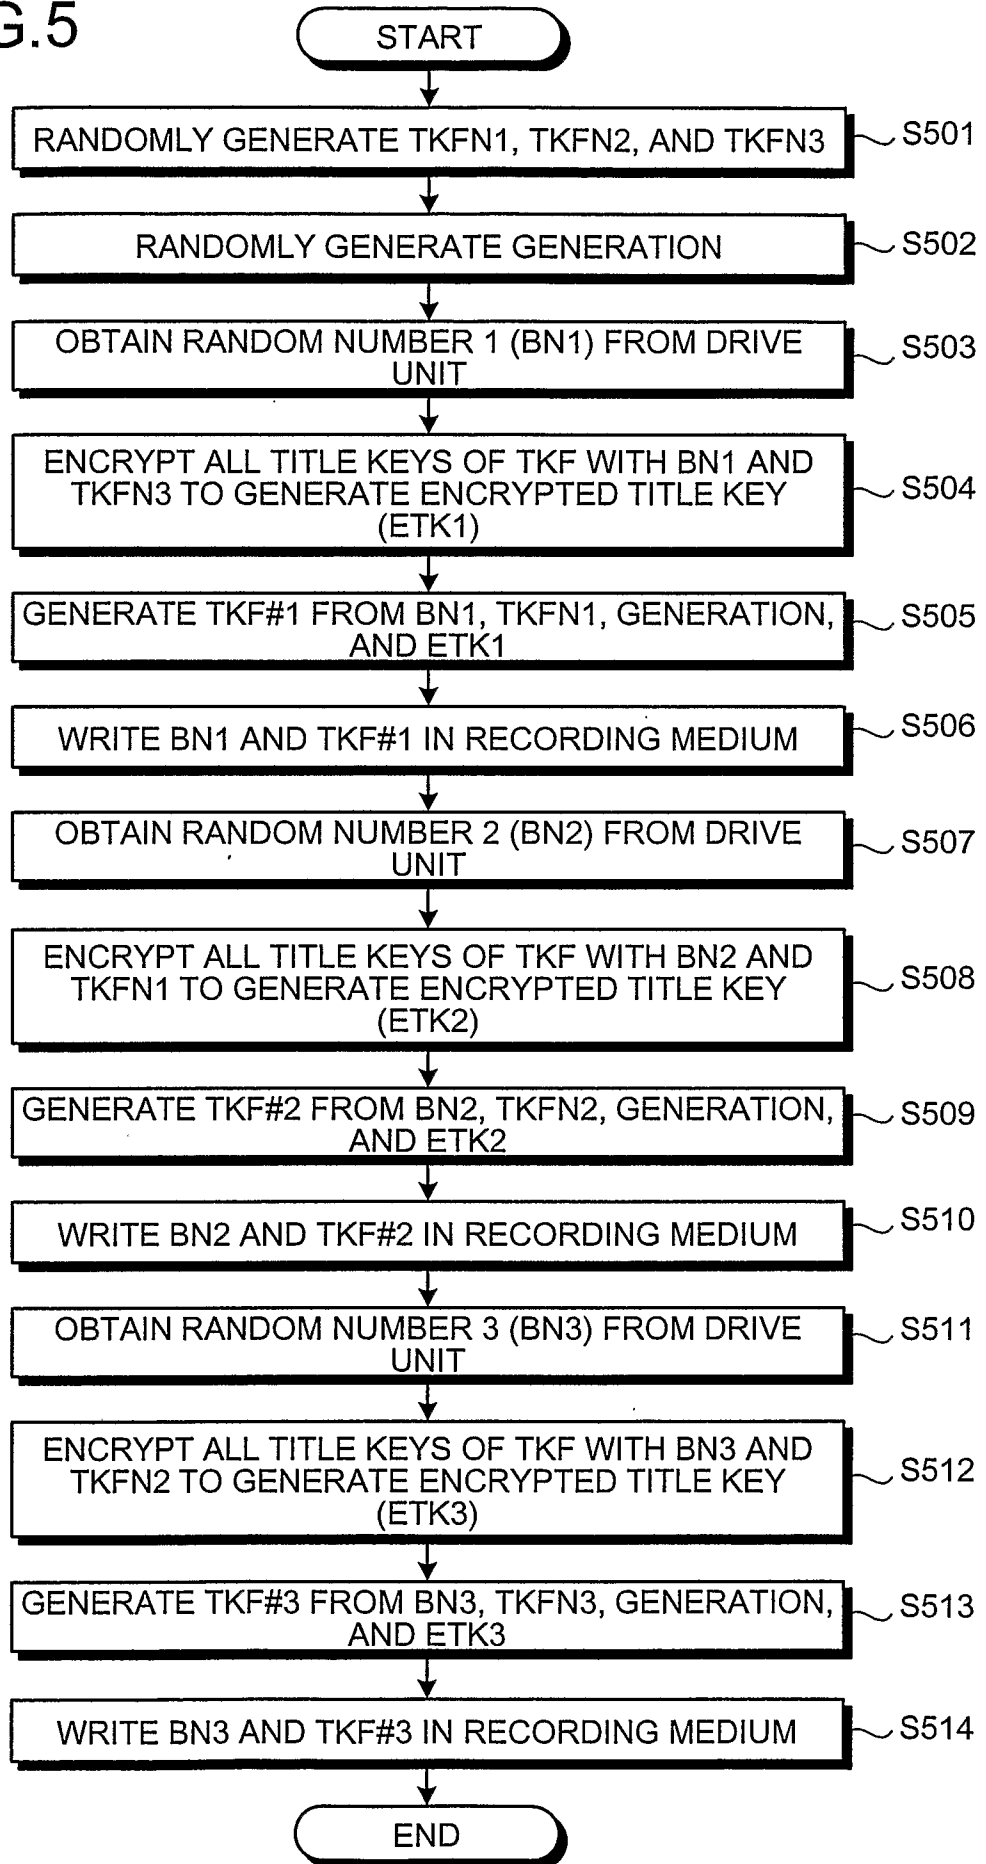 G.5
START
RANDOMLY GENERATE TKFN1, TKFN2, AND TKFN3
S501
RANDOMLY GENERATE GENERATION
S502
OBTAIN RANDOM NUMBER 1 (BN1) FROM DRIVE
UNIT
S503
ENCRYPT ALL TITLE KEYS OF TKF WITH BN1 AND
TKFN3 TO GENERATE ENCRYPTED TITLE KEY
(ETK1)
S504
GENERATE TKF#1 FROM BN1, TKFN1, GENERATION,
AND ETK1
S505
WRITE BN1 AND TKF#1 IN RECORDING MEDIUM
S506
OBTAIN RANDOM NUMBER 2 (BN2) FROM DRIVE
UNIT
S507
ENCRYPT ALL TITLE KEYS OF TKF WITH BN2 AND
TKFN1 TO GENERATE ENCRYPTED TITLE KEY
(ETK2)
S508
GENERATE TKF#2 FROM BN2, TKFN2, GENERATION,
AND ETK2
S509
WRITE BN2 AND TKF#2 IN RECORDING MEDIUM
S510
OBTAIN RANDOM NUMBER 3 (BN3) FROM DRIVE
UNIT
S511
ENCRYPT ALL TITLE KEYS OF TKF WITH BN3 AND
TKFN2 TO GENERATE ENCRYPTED TITLE KEY
(ETK3)
S512
GENERATE TKF#3 FROM BN3, TKFN3, GENERATION,
AND ETK3
S513
WRITE BN3 AND TKF#3 IN RECORDING MEDIUM
S514
END